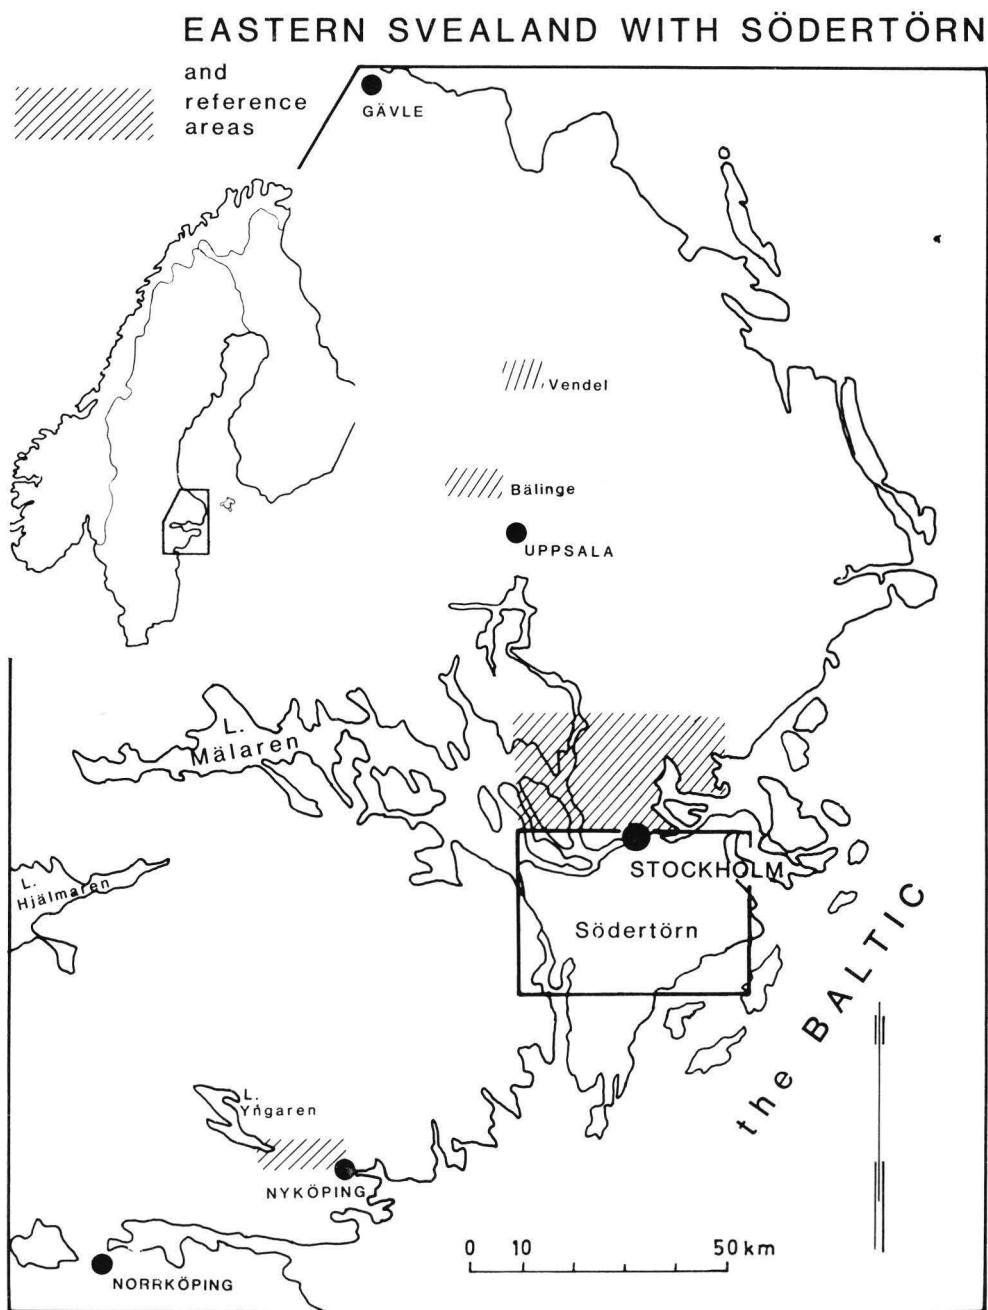 EASTERN SVEALAND WITH SÖDERTÖRN
and
reference
areas
GÄVLE
Vendel
Bälinge
UPPSALA
L.
Mälaren
STOCKHOLM
L.
Hjälmaren
Södertörn
the BALTIC
L.
Yngaren
NYKÖPING
0 10 50 km
NORRKÖPING